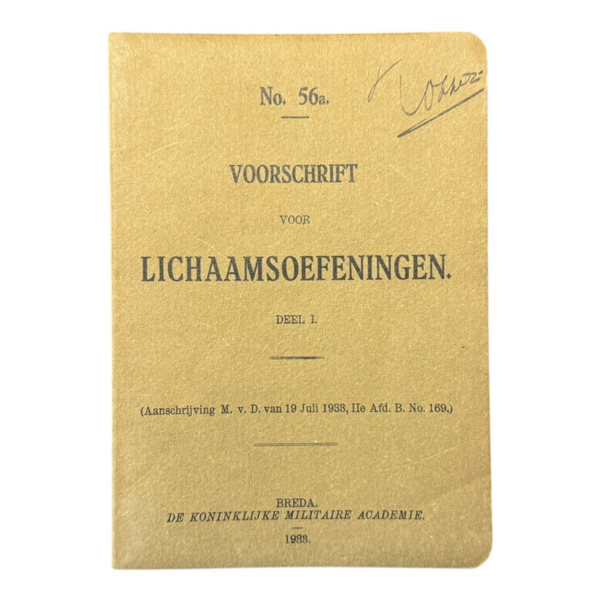 No. 56a.
VOORSCHRIFT
VOOR
LICHAAMSOEFENINGEN.
DEEL I.
(Aanschrijving M. v. D. van 19 Juli 1933, IIe Afd. B. No. 169.)
BREDA.
DE KONINKLIJKE MILITAIRE ACADEMIE.
1933.